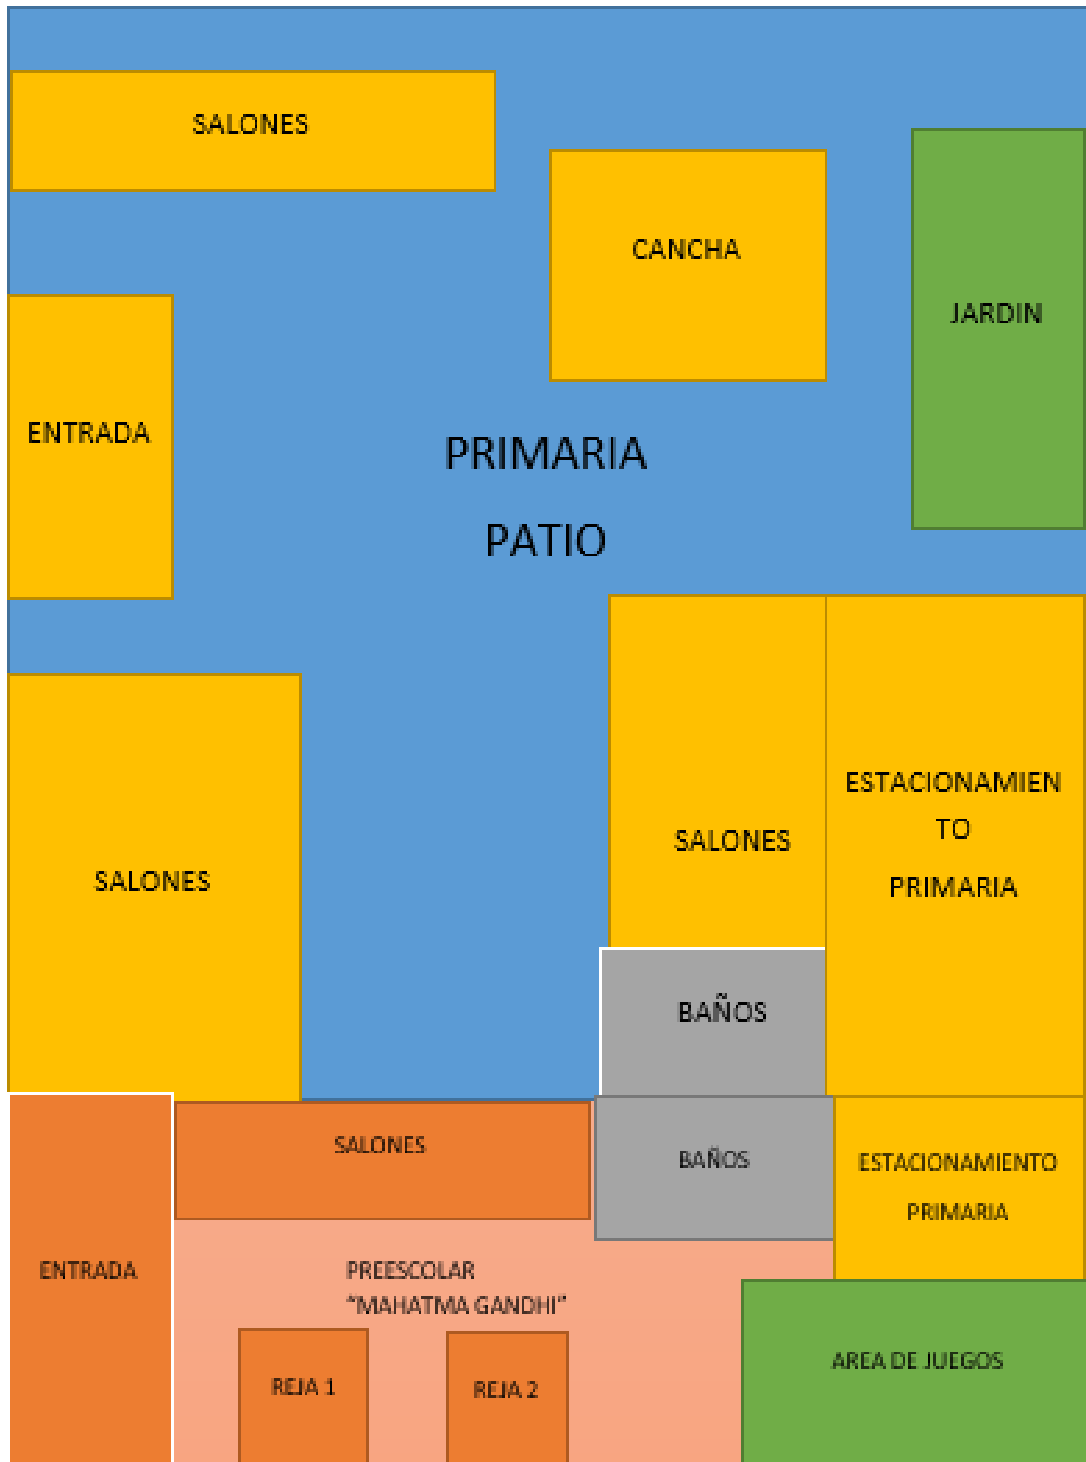 SALONES
CANCHA
JARDIN
ENTRADA
PRIMARIA
PATIO
SALONES
SALONES
ESTACIONAMIEN
TO
PRIMARIA
BAÑOS
SALONES
BAÑOS
ESTACIONAMIENTO
PRIMARIA
ENTRADA
PREESCOLAR
“MAHATMA GANDHI”
REJA 1
REJA 2
AREA DE JUEGOS